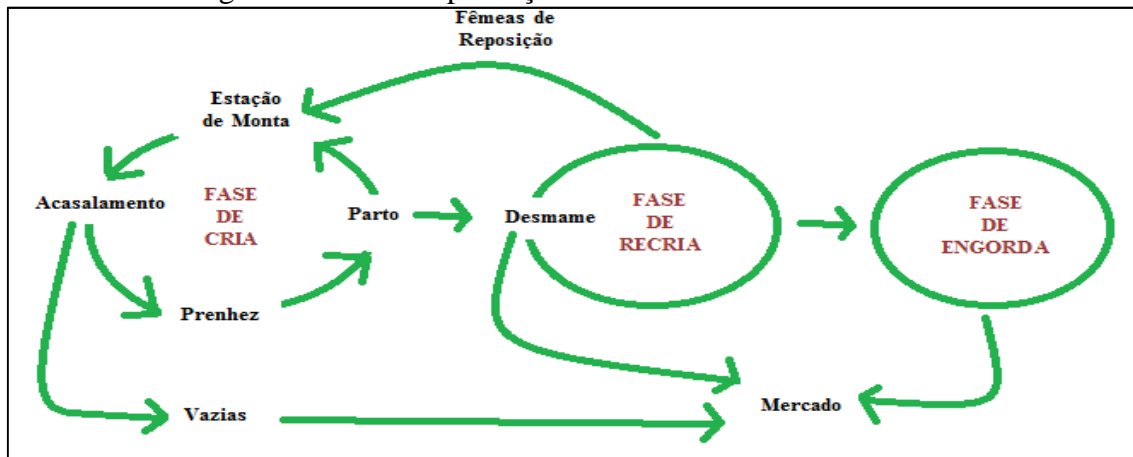 Fêmeas de
Reposição
Estação
de Monta
Acasalamento
FASE
DE
CRIA
Parto
Desmame
FASE
DE
RECRIA
FASE
DE
ENGORDA
Prenhez
Vazias
Mercado